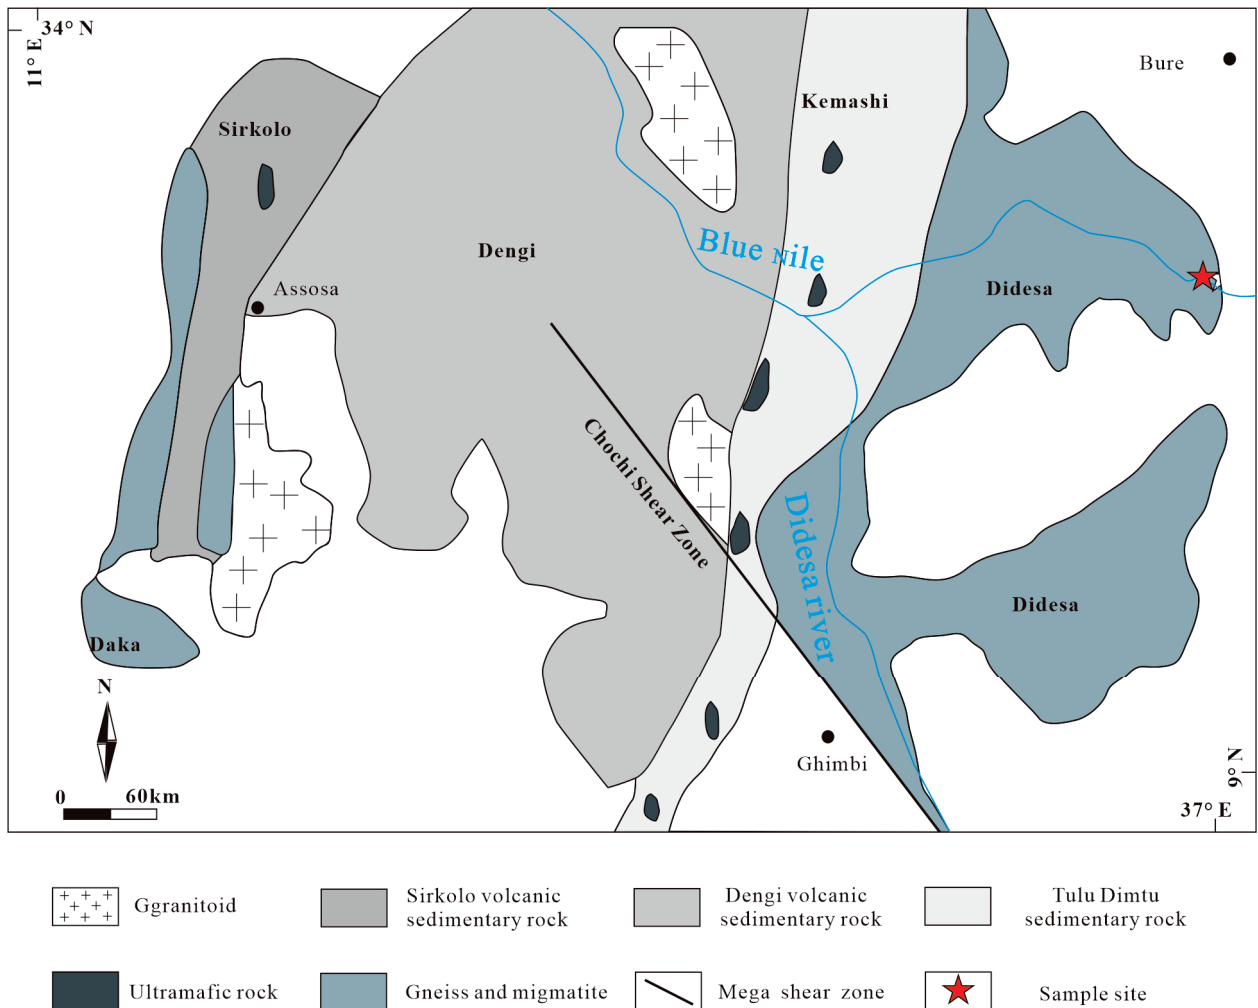 34° N
11° E
Bure
Kemashi
Sirkolo
Blue Nile
Dengi
Assosa
Didesa
Chochi Shear Zone
Didesa river
Didesa
Daka
N
Ghimbi
9° N
0 60km
37° E
Ggranitoid
Sirkolo volcanic
sedimentary rock
Dengi volcanic
sedimentary rock
Tulu Dimtu
sedimentary rock
Ultramafic rock
Gneiss and migmatite
Mega shear zone
Sample site